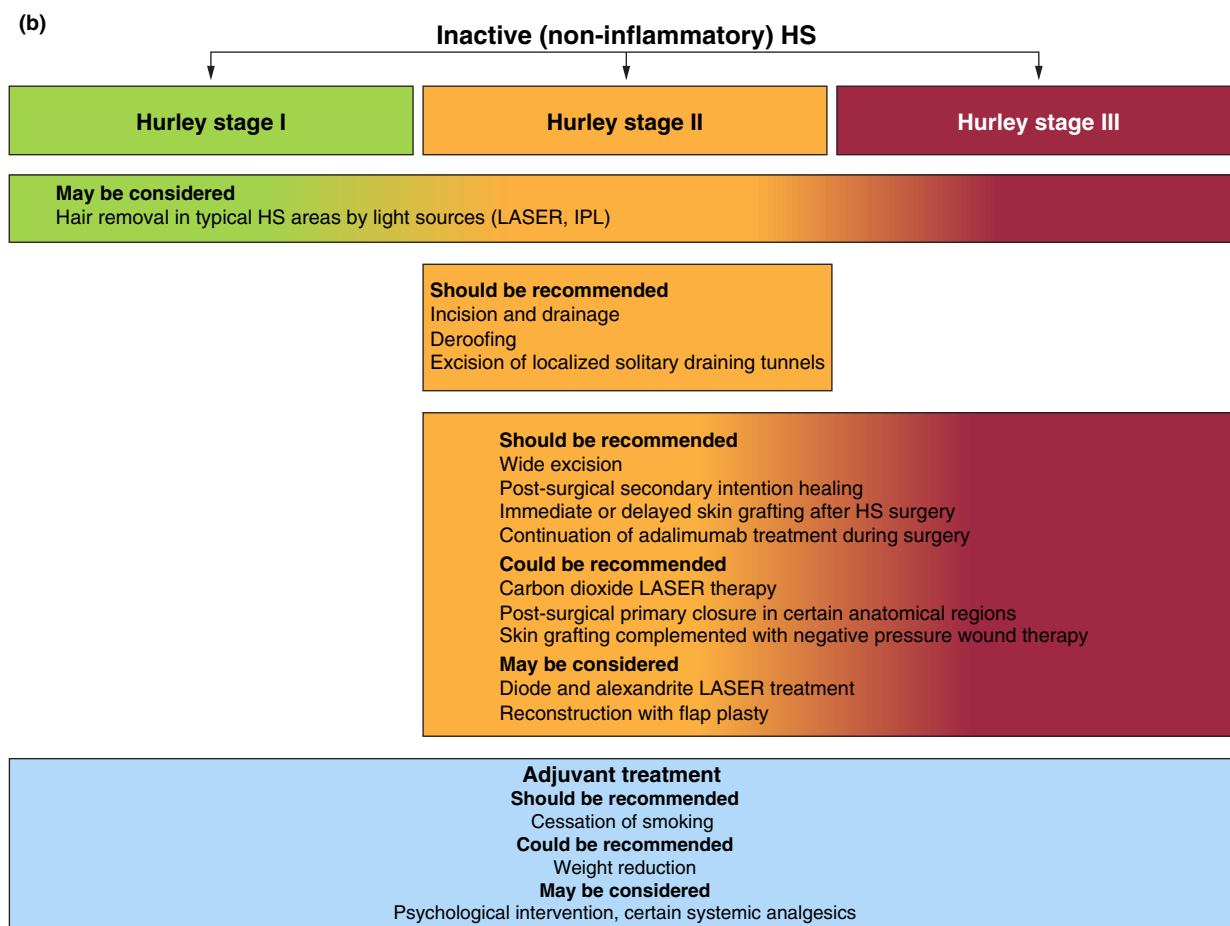 (b)
Inactive (non-inflammatory) HS
Hurley stage I
Hurley stage II
Hurley stage III
May be considered
Hair removal in typical HS areas by light sources (LASER, IPL)
Should be recommended
Incision and drainage
Deroofing
Excision of localized solitary draining tunnels
Should be recommended
Wide excision
Post-surgical secondary intention healing
Immediate or delayed skin grafting after HS surgery
Continuation of adalimumab treatment during surgery
Could be recommended
Carbon dioxide LASER therapy
Post-surgical primary closure in certain anatomical regions
Skin grafting complemented with negative pressure wound therapy
May be considered
Diode and alexandrite LASER treatment
Reconstruction with flap plasty
Adjuvant treatment
Should be recommended
Cessation of smoking
Could be recommended
Weight reduction
May be considered
Psychological intervention, certain systemic analgesics